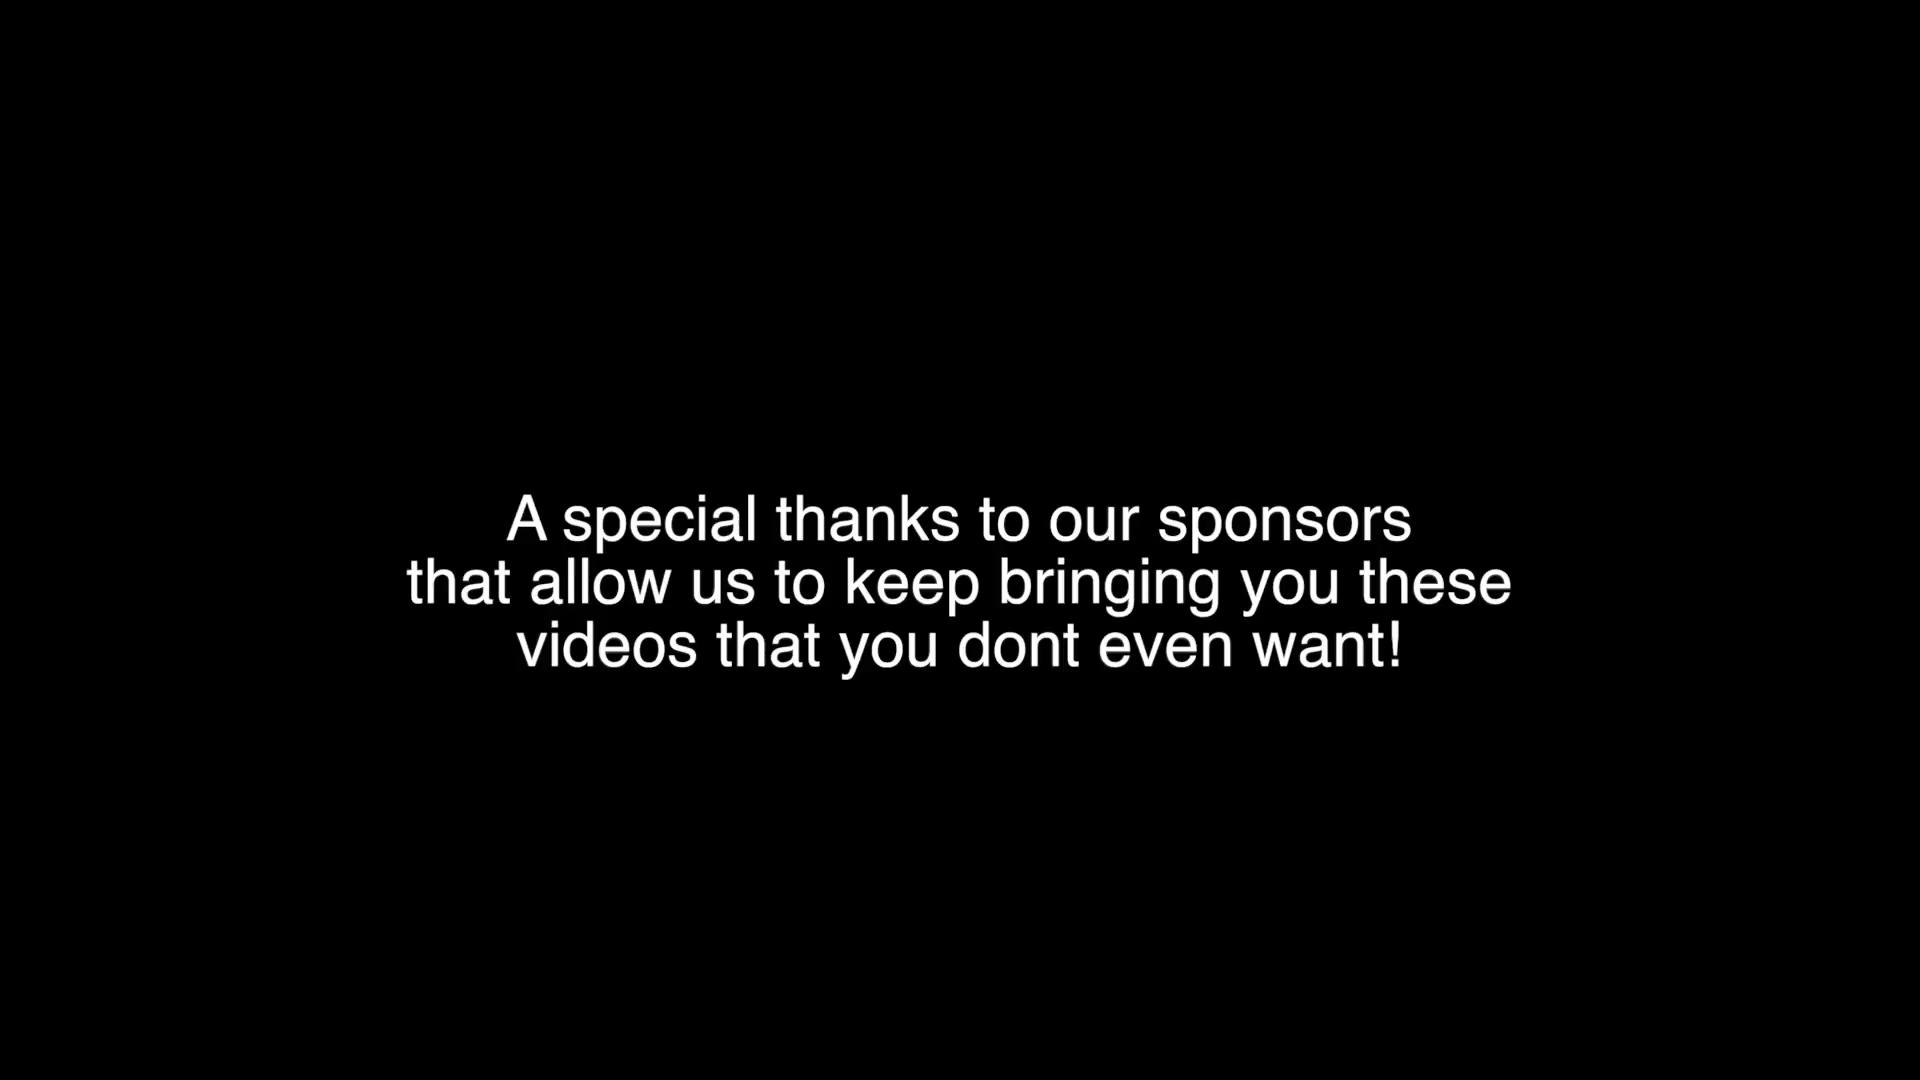 A special thanks to our sponsors
that allow us to keep bringing you these
videos that you dont even want!